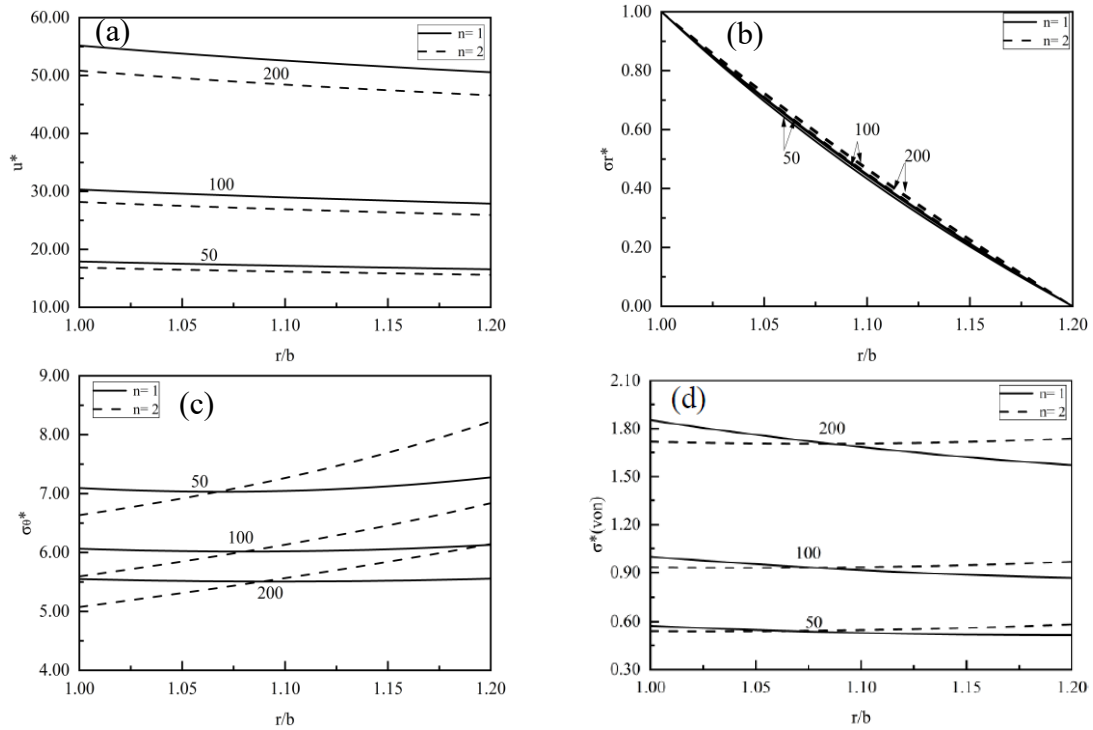 (a)
n= 1
n= 2
60.00
50.00
40.00
30.00
20.00
10.00
u*
200
100
50
1.00 1.05 1.10 1.15 1.20
r/b
(b)
n= 1
n= 2
1.00
0.80
0.60
0.40
0.20
0.00
σr*
50
100
200
1.00 1.05 1.10 1.15 1.20
r/b
(c)
n= 1
n= 2
9.00
8.00
7.00
6.00
5.00
4.00
σθ*
50
100
200
1.00 1.05 1.10 1.15 1.20
r/b
(d)
n= 1
n= 2
2.10
1.80
1.50
1.20
0.90
0.60
0.30
σ*(von)
200
100
50
1.00 1.05 1.10 1.15 1.20
r/b